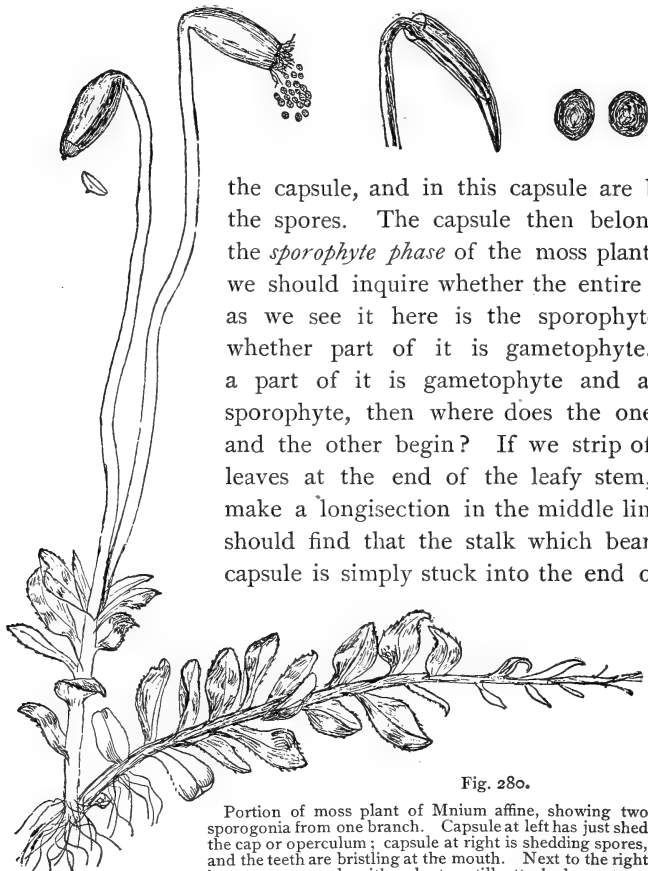 the capsule, and in this capsule are
the spores. The capsule then belon
the sporophyte phase of the moss plant
we should inquire whether the entire
as we see it here is the sporophyt
whether part of it is gametophyte.
a part of it is gametophyte and a
sporophyte, then where does the one
and the other begin? If we strip of
leaves at the end of the leafy stem,
make a longisection in the middle lin
should find that the stalk which bear
capsule is simply stuck into the end o
Fig. 280.
Portion of moss plant of Mnium affine, showing two
sporogonia from one branch. Capsule at left has just shed
the cap or operculum; capsule at right is shedding spores,
and the teeth are bristling at the mouth. Next to the right